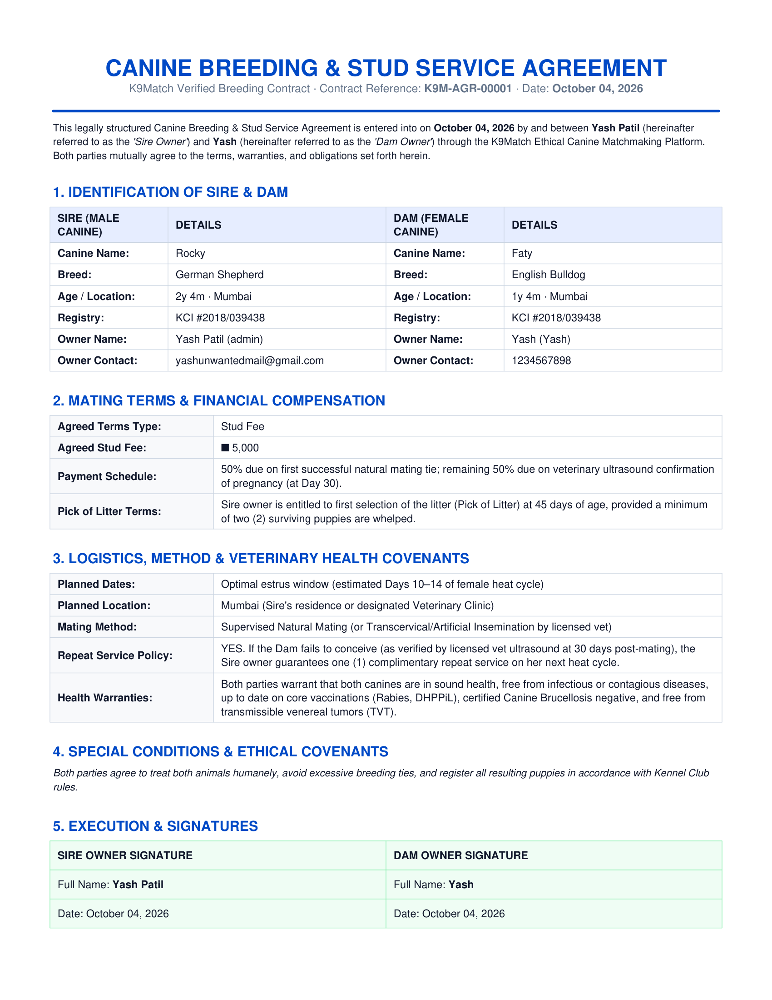 CANINE BREEDING & STUD SERVICE AGREEMENT
K9Match Verified Breeding Contract · Contract Reference: K9M-AGR-00001 · Date: October 04, 2026
This legally structured Canine Breeding & Stud Service Agreement is entered into on October 04, 2026 by and between Yash Patil (hereinafter
referred to as the 'Sire Owner') and Yash (hereinafter referred to as the 'Dam Owner') through the K9Match Ethical Canine Matchmaking Platform.
Both parties mutually agree to the terms, warranties, and obligations set forth herein.
1. IDENTIFICATION OF SIRE & DAM
SIRE (MALE CANINE) DETAILS DAM (FEMALE CANINE) DETAILS
Canine Name: Rocky Canine Name: Faty
Breed: German Shepherd Breed: English Bulldog
Age / Location: 2y 4m · Mumbai Age / Location: 1y 4m · Mumbai
Registry: KCI #2018/039438 Registry: KCI #2018/039438
Owner Name: Yash Patil (admin) Owner Name: Yash (Yash)
Owner Contact: yashunwantedmail@gmail.com Owner Contact: 1234567898
2. MATING TERMS & FINANCIAL COMPENSATION
Agreed Terms Type: Stud Fee
Agreed Stud Fee: ■ 5,000
Payment Schedule: 50% due on first successful natural mating tie; remaining 50% due on veterinary ultrasound confirmation
of pregnancy (at Day 30).
Pick of Litter Terms: Sire owner is entitled to first selection of the litter (Pick of Litter) at 45 days of age, provided a minimum
of two (2) surviving puppies are whelped.
3. LOGISTICS, METHOD & VETERINARY HEALTH COVENANTS
Planned Dates: Optimal estrus window (estimated Days 10–14 of female heat cycle)
Planned Location: Mumbai (Sire's residence or designated Veterinary Clinic)
Mating Method: Supervised Natural Mating (or Transcervical/Artificial Insemination by licensed vet)
Repeat Service Policy: YES. If the Dam fails to conceive (as verified by licensed vet ultrasound at 30 days post-mating), the
Sire owner guarantees one (1) complimentary repeat service on her next heat cycle.
Health Warranties: Both parties warrant that both canines are in sound health, free from infectious or contagious diseases,
up to date on core vaccinations (Rabies, DHPPiL), certified Canine Brucellosis negative, and free from
transmissible venereal tumors (TVT).
4. SPECIAL CONDITIONS & ETHICAL COVENANTS
Both parties agree to treat both animals humanely, avoid excessive breeding ties, and register all resulting puppies in accordance with Kennel Club
rules.
5. EXECUTION & SIGNATURES
SIRE OWNER SIGNATURE DAM OWNER SIGNATURE
Full Name: Yash Patil Full Name: Yash
Date: October 04, 2026 Date: October 04, 2026